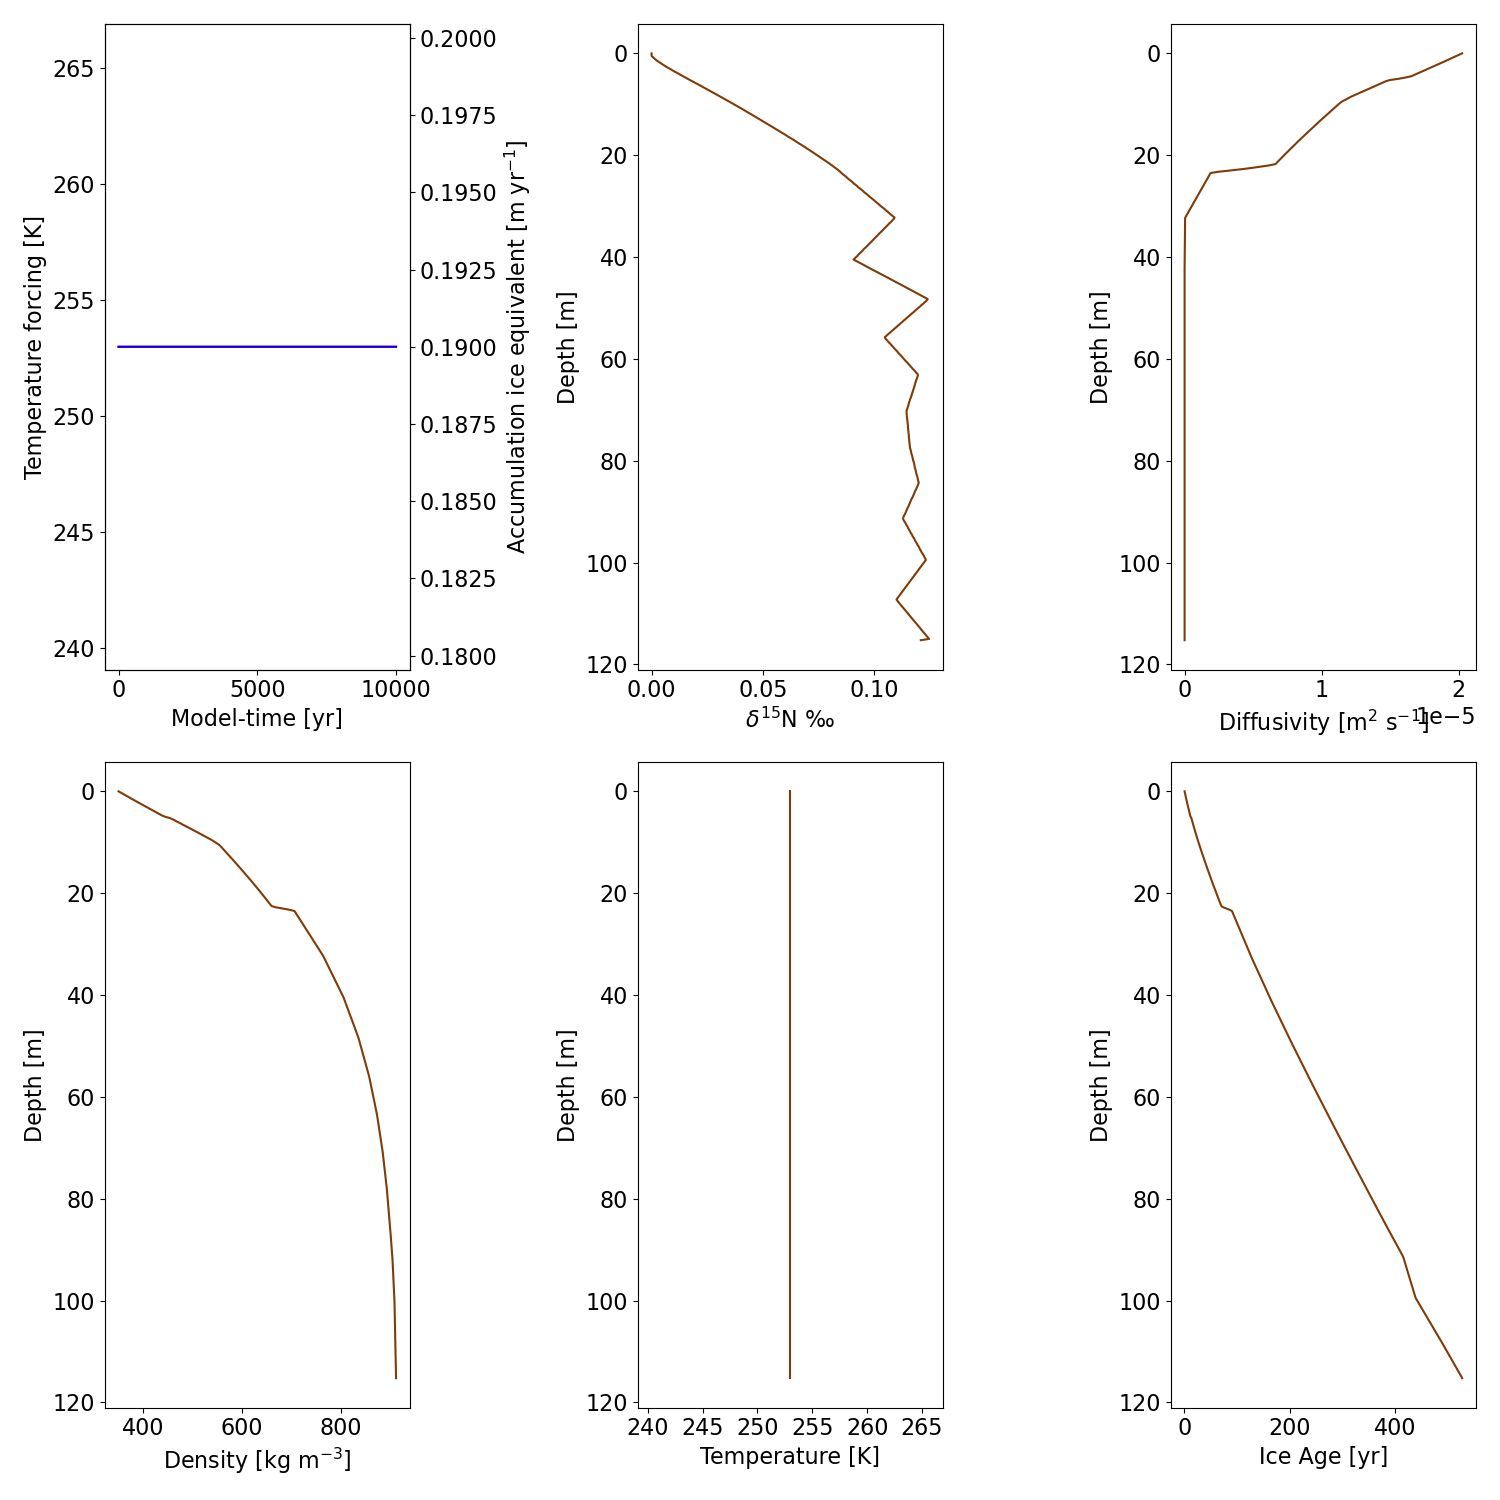 Temperature forcing [K]
265
260
255
250
245
240
0 5000 10000
Model-time [yr]
0.2000
0.1975
0.1950
0.1925
0.1900
0.1875
0.1850
0.1825
0.1800
Accumulation ice equivalent [m yr⁻¹]
Depth [m]
0
20
40
60
80
100
120
0.00 0.05 0.10
δ¹⁵N ‰
Depth [m]
0
20
40
60
80
100
120
0 1 2
1e−5
Diffusivity [m² s⁻¹]
Depth [m]
0
20
40
60
80
100
120
400 600 800
Density [kg m⁻³]
Depth [m]
0
20
40
60
80
100
120
240 245 250 255 260 265
Temperature [K]
Depth [m]
0
20
40
60
80
100
120
0 200 400
Ice Age [yr]